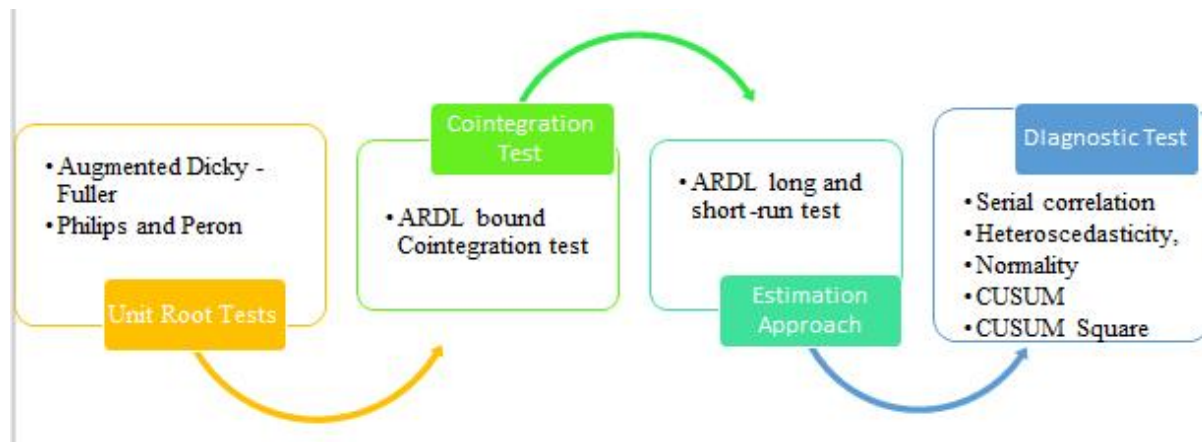 • Augmented Dicky -
Fuller
• Philips and Peron
Unit Root Tests
Cointegration
Test
• ARDL bound
Cointegration test
• ARDL long and
short-run test
Estimation
Approach
DIagnostic Test
• Serial correlation
• Heteroscedasticity,
• Normality
• CUSUM
• CUSUM Square